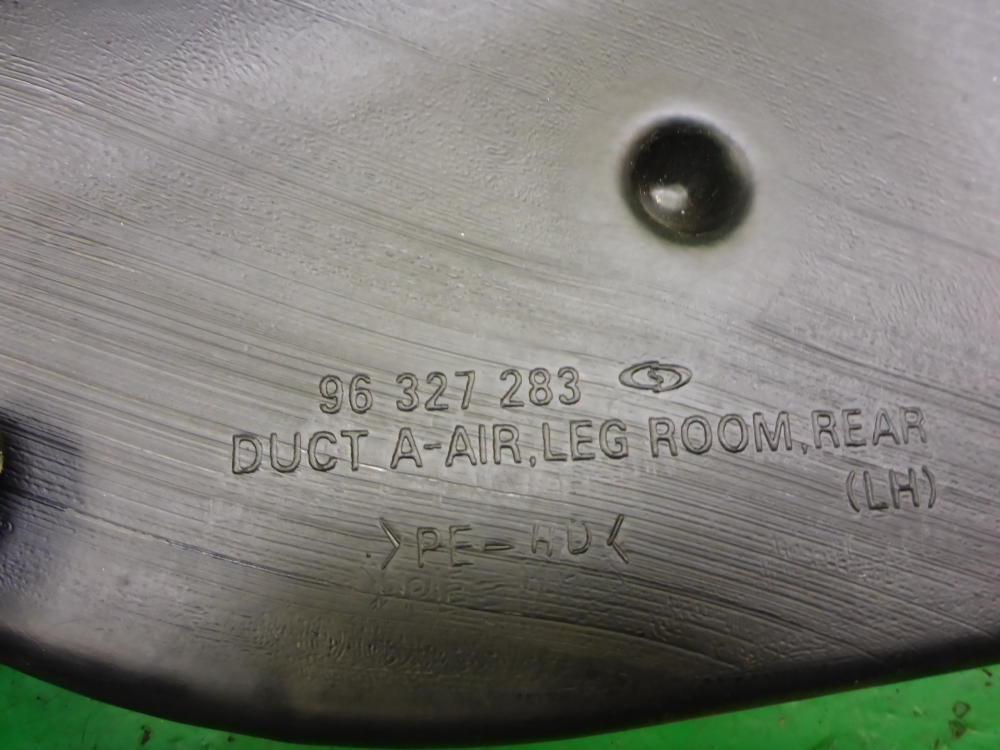 96 327 283
DUCT A-AIR,LEG ROOM,REAR
(LH)
>PE-HD<